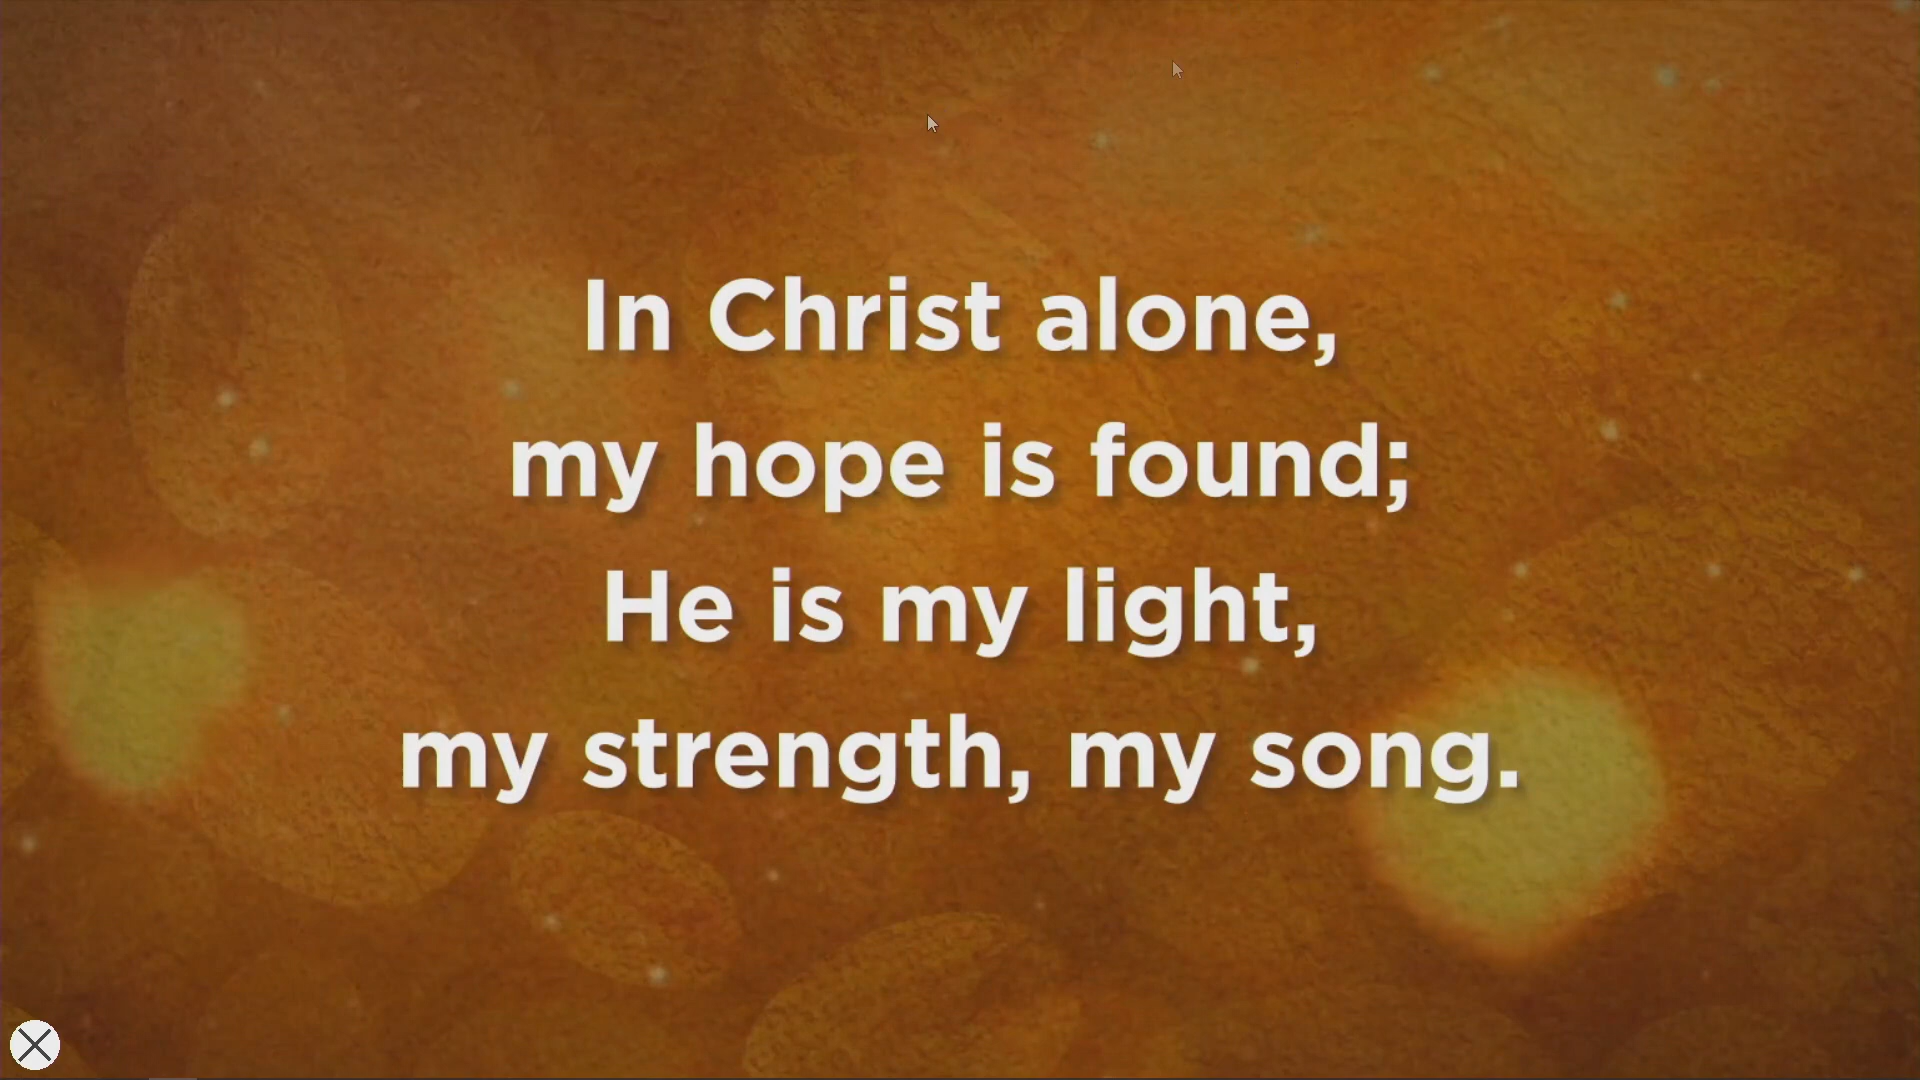 In Christ alone,
my hope is found;
He is my light,
my strength, my song.